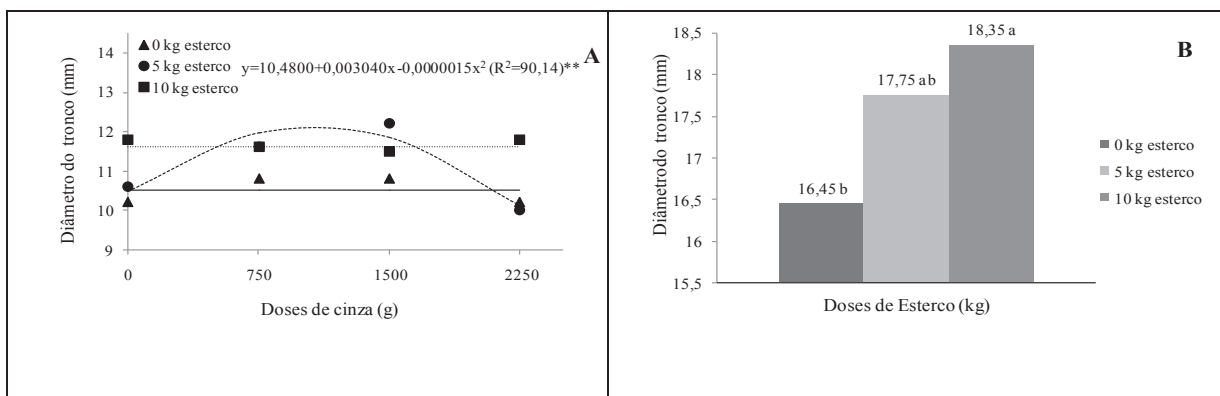 A
0 kg esterco
5 kg esterco
10 kg esterco
y=10,4800+0,003040x-0,0000015x² (R²=90,14)**
Diâmetro do tronco (mm)
14
13
12
11
10
9
0 750 1500 2250
Doses de cinza (g)
B
Diâmetro do tronco (mm)
18,5
18
17,5
17
16,5
16
15,5
16,45 b
17,75 ab
18,35 a
0 kg esterco
5 kg esterco
10 kg esterco
Doses de Esterco (kg)